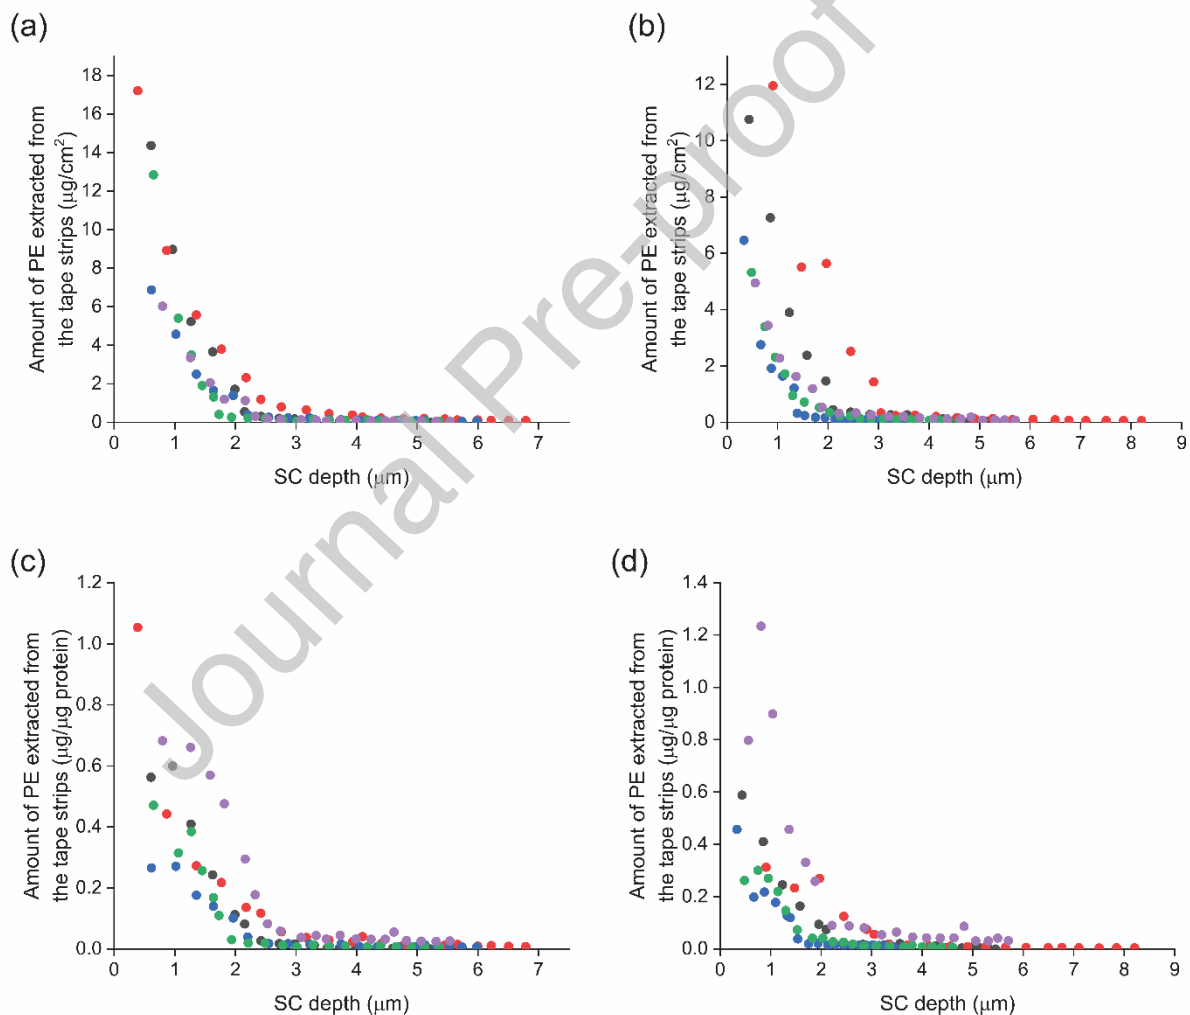 (a)
Amount of PE extracted from
the tape strips (μg/cm²)
18
16
14
12
10
8
6
4
2
0
0 1 2 3 4 5 6 7
SC depth (μm)
(b)
Amount of PE extracted from
the tape strips (μg/cm²)
12
10
8
6
4
2
0
0 1 2 3 4 5 6 7 8 9
SC depth (μm)
(c)
Amount of PE extracted from
the tape strips (μg/μg protein)
1.2
1.0
0.8
0.6
0.4
0.2
0.0
0 1 2 3 4 5 6 7
SC depth (μm)
(d)
Amount of PE extracted from
the tape strips (μg/μg protein)
1.4
1.2
1.0
0.8
0.6
0.4
0.2
0.0
0 1 2 3 4 5 6 7 8 9
SC depth (μm)
Journal Pre-proof